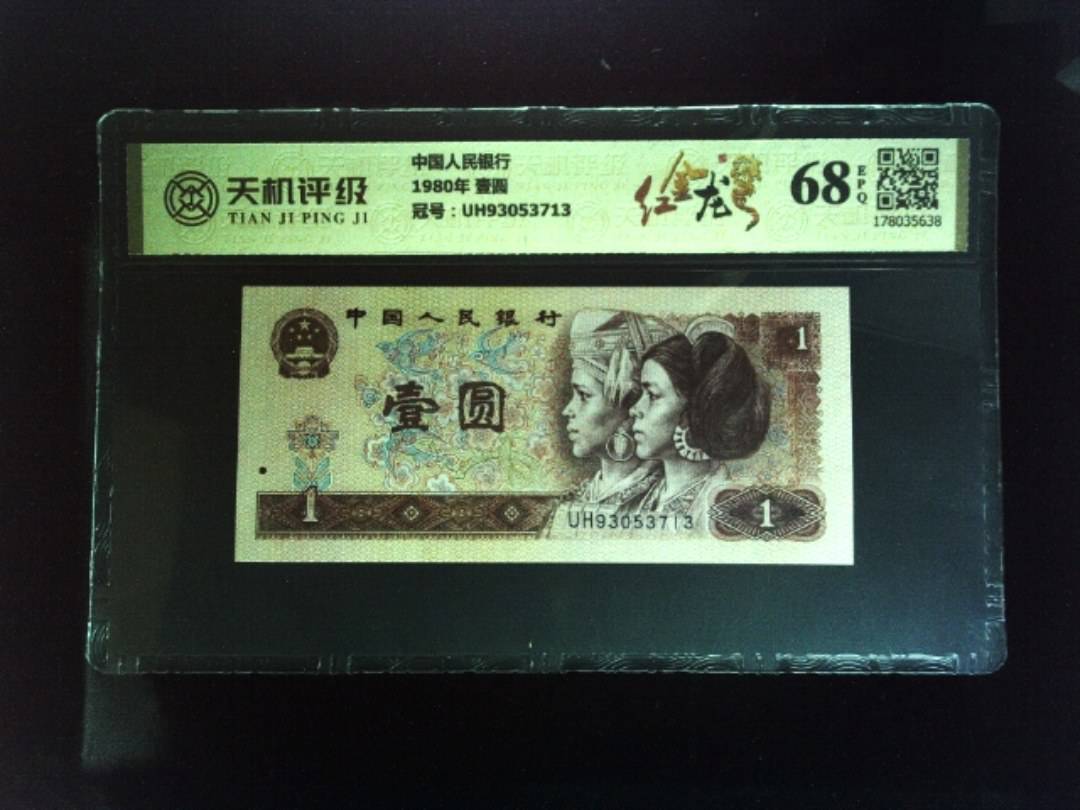 天机评级
TIAN JI PING JI
中国人民银行
1980年 壹圆
冠号：UH93053713
红金龙
68
EPQ
178035638
中国人民银行
壹圆
1
1
UH93053713
1